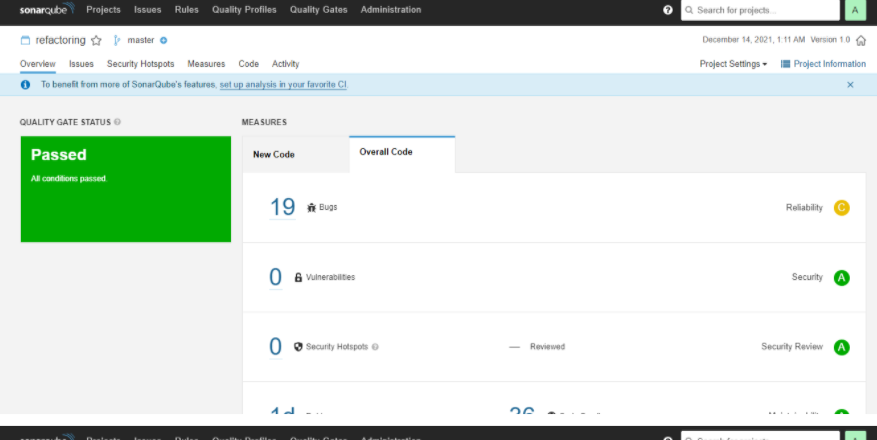 sonarqube Projects Issues Rules Quality Profiles Quality Gates Administration ? Search for projects... A
refactoring master December 14, 2021, 1:11 AM Version 1.0
Overview Issues Security Hotspots Measures Code Activity Project Settings Project Information
To benefit from more of SonarQube's features, set up analysis in your favorite CI.
QUALITY GATE STATUS MEASURES
Passed
All conditions passed.
New Code Overall Code
19 Bugs Reliability C
0 Vulnerabilities Security A
0 Security Hotspots — Reviewed Security Review A
1d 36
sonarqube Projects Issues Rules Quality Profiles Quality Gates Administration